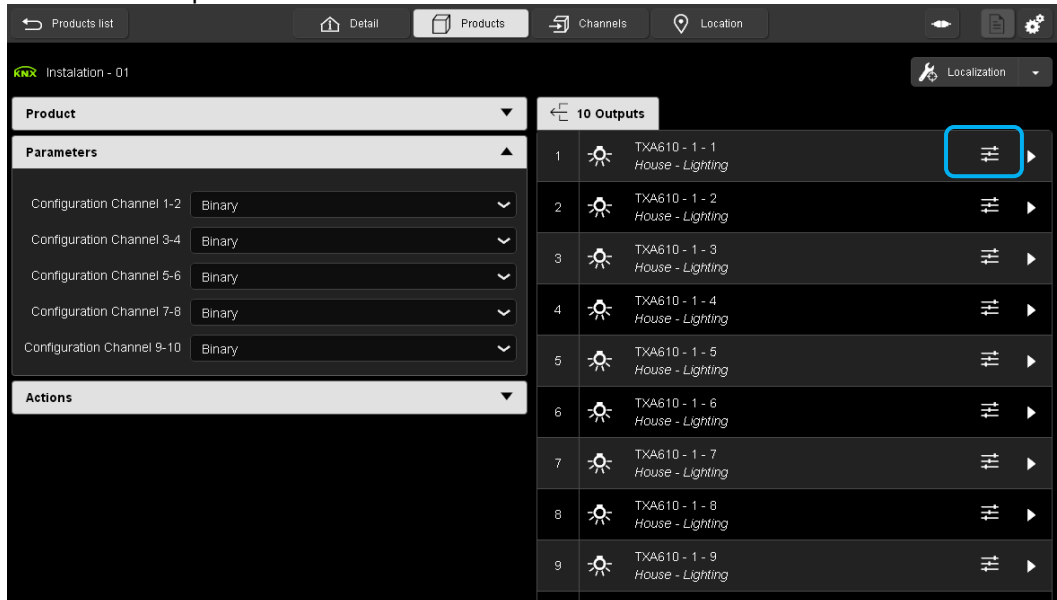 Products list
Detail
Products
Channels
Location
KNX Instalation - 01
Localization
Product
Parameters
Configuration Channel 1-2 Binary
Configuration Channel 3-4 Binary
Configuration Channel 5-6 Binary
Configuration Channel 7-8 Binary
Configuration Channel 9-10 Binary
Actions
10 Outputs
1 TXA610 - 1 - 1
House - Lighting
2 TXA610 - 1 - 2
House - Lighting
3 TXA610 - 1 - 3
House - Lighting
4 TXA610 - 1 - 4
House - Lighting
5 TXA610 - 1 - 5
House - Lighting
6 TXA610 - 1 - 6
House - Lighting
7 TXA610 - 1 - 7
House - Lighting
8 TXA610 - 1 - 8
House - Lighting
9 TXA610 - 1 - 9
House - Lighting